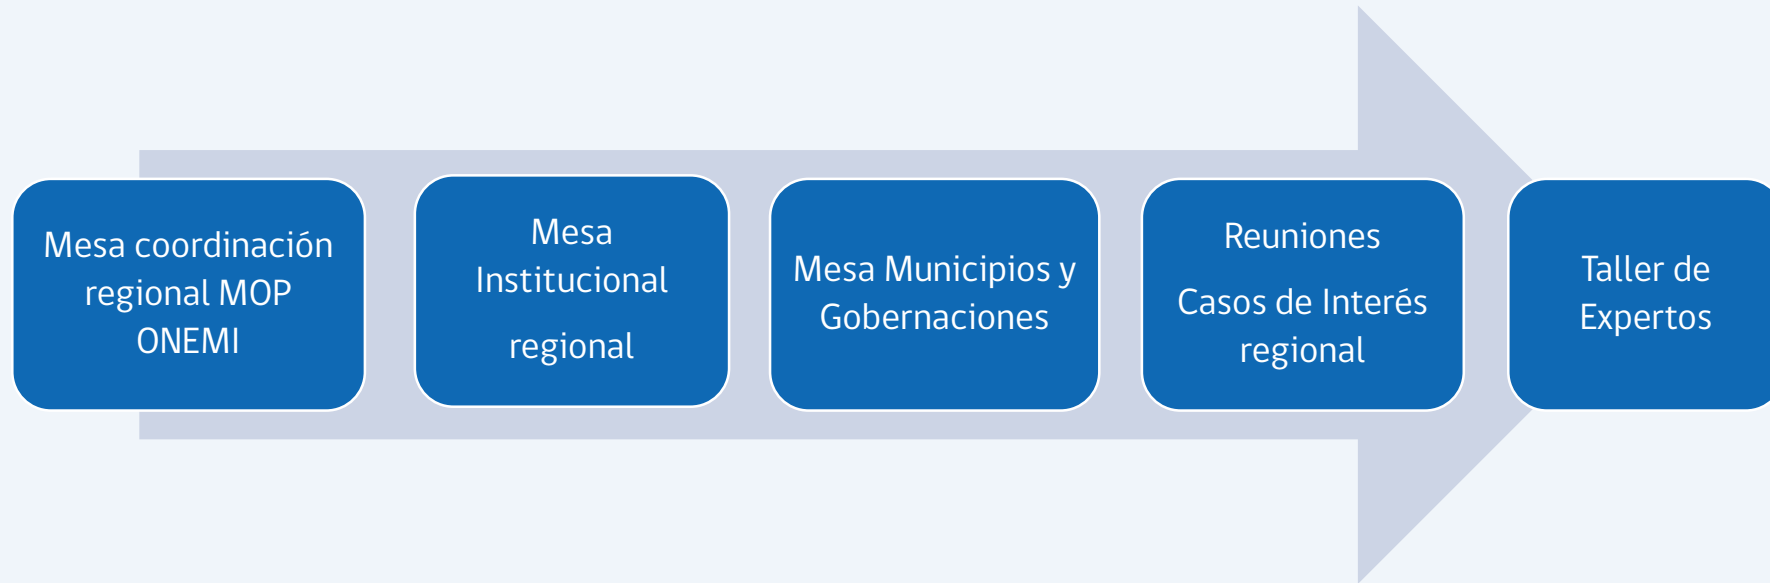 Mesa coordinación
regional MOP
ONEMI
Mesa
Institucional
regional
Mesa Municipios y
Gobernaciones
Reuniones
Casos de Interés
regional
Taller de
Expertos